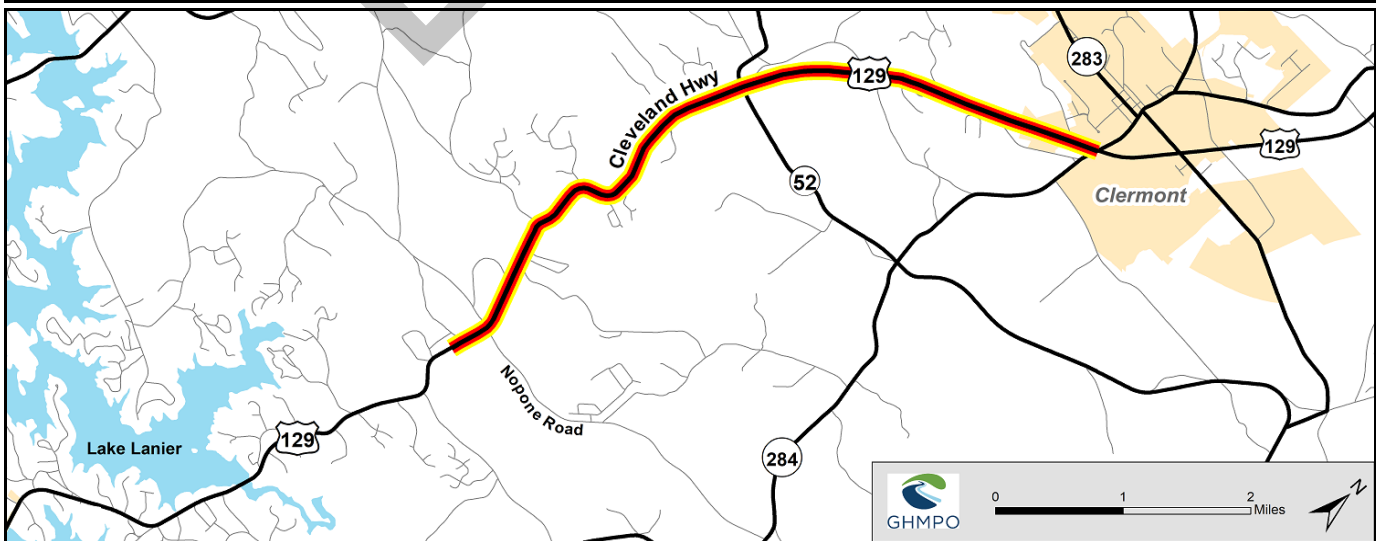 283
129
Cleveland Hwy
129
52
Clermont
Nopone Road
129
Lake Lanier
284
GHMPO
0 1 2
Miles
N